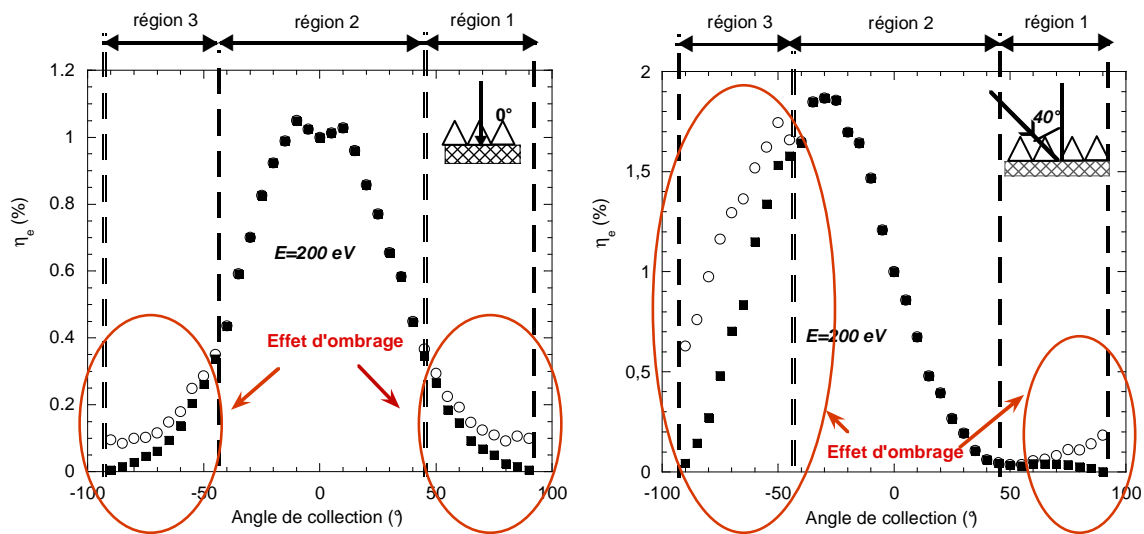 région 3
région 2
région 1
1.2
1
0.8
0.6
0.4
0.2
0
-100
-50
0
50
100
η_e (%)
Angle de collection (°)
0°
E=200 eV
Effet d'ombrage
région 3
région 2
région 1
2
1,5
1
0,5
0
-100
-50
0
50
100
η_e (%)
Angle de collection (°)
40°
E=200 eV
Effet d'ombrage